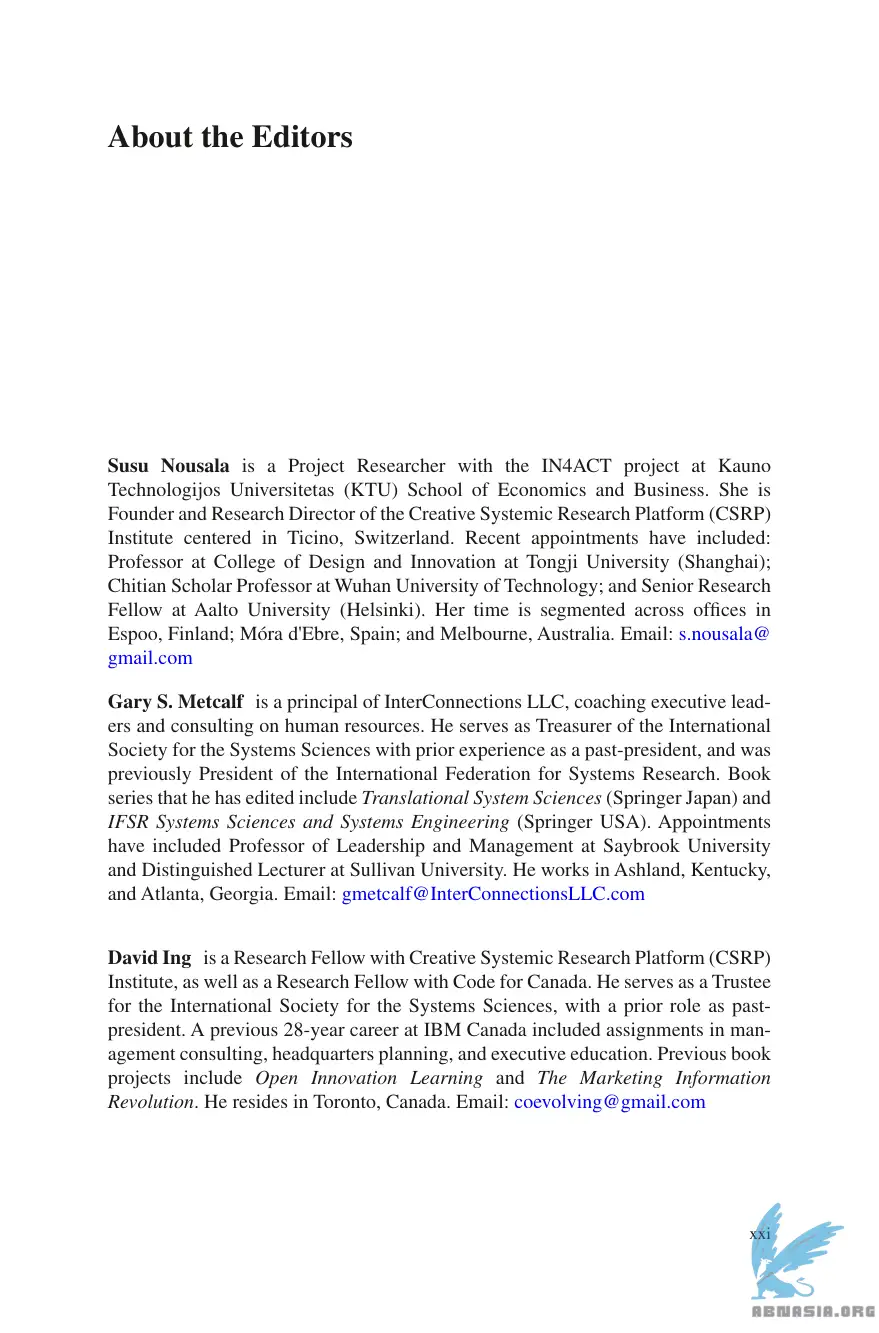 About the Editors
Susu Nousala is a Project Researcher with the IN4ACT project at Kauno
Technologijos Universitetas (KTU) School of Economics and Business. She is
Founder and Research Director of the Creative Systemic Research Platform (CSRP)
Institute centered in Ticino, Switzerland. Recent appointments have included:
Professor at College of Design and Innovation at Tongji University (Shanghai);
Chitian Scholar Professor at Wuhan University of Technology; and Senior Research
Fellow at Aalto University (Helsinki). Her time is segmented across offices in
Espoo, Finland; Móra d'Ebre, Spain; and Melbourne, Australia. Email: s.nousala@
gmail.com
Gary S. Metcalf is a principal of InterConnections LLC, coaching executive lead-
ers and consulting on human resources. He serves as Treasurer of the International
Society for the Systems Sciences with prior experience as a past-president, and was
previously President of the International Federation for Systems Research. Book
series that he has edited include Translational System Sciences (Springer Japan) and
IFSR Systems Sciences and Systems Engineering (Springer USA). Appointments
have included Professor of Leadership and Management at Saybrook University
and Distinguished Lecturer at Sullivan University. He works in Ashland, Kentucky,
and Atlanta, Georgia. Email: gmetcalf@InterConnectionsLLC.com
David Ing is a Research Fellow with Creative Systemic Research Platform (CSRP)
Institute, as well as a Research Fellow with Code for Canada. He serves as a Trustee
for the International Society for the Systems Sciences, with a prior role as past-
president. A previous 28-year career at IBM Canada included assignments in man-
agement consulting, headquarters planning, and executive education. Previous book
projects include Open Innovation Learning and The Marketing Information
Revolution. He resides in Toronto, Canada. Email: coevolving@gmail.com
xxi
ABNASIA.ORG